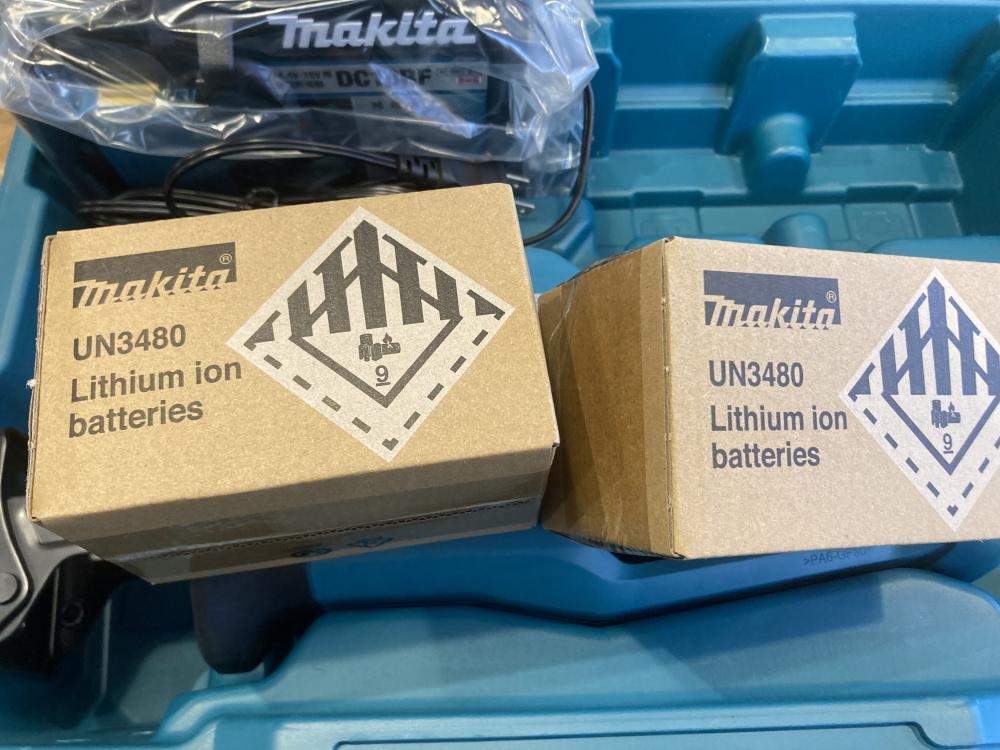 makita
makita®
UN3480
Lithium ion
batteries
9
makita®
UN3480
Lithium ion
batteries
9